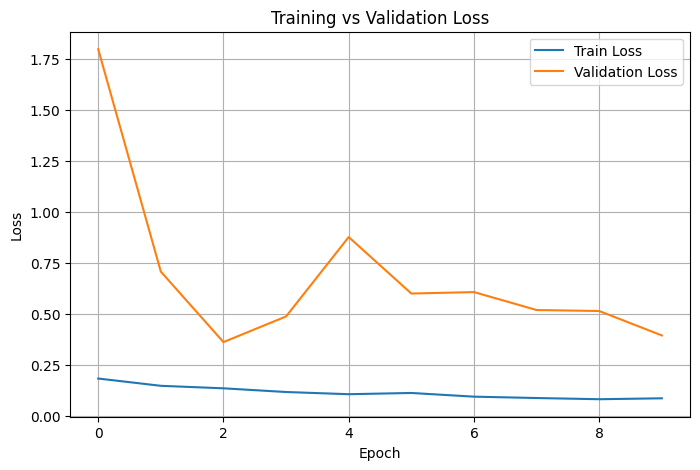 Training vs Validation Loss
Train Loss
Validation Loss
1.75
1.50
1.25
1.00
0.75
0.50
0.25
0.00
Loss
0 2 4 6 8
Epoch